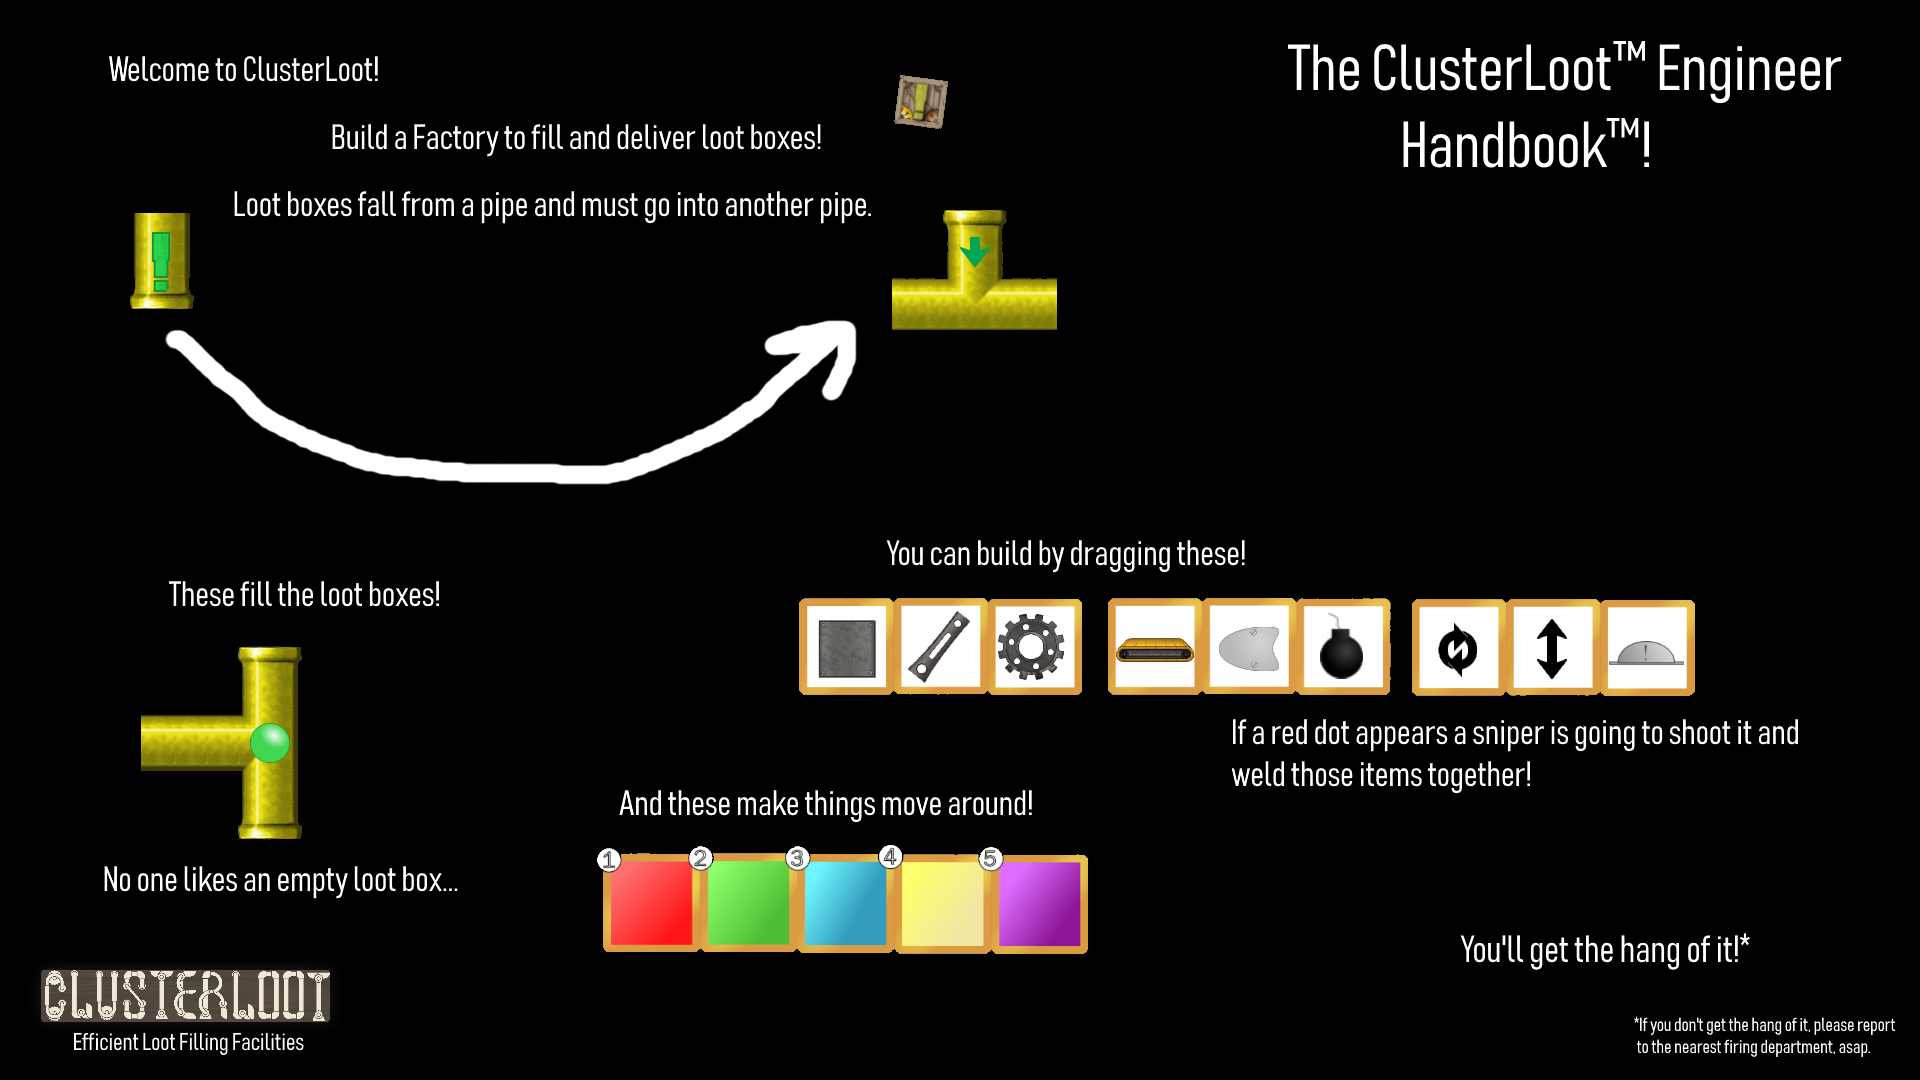 Welcome to ClusterLoot!
The ClusterLoot™ Engineer
Handbook™!
Build a Factory to fill and deliver loot boxes!
Loot boxes fall from a pipe and must go into another pipe.
You can build by dragging these!
These fill the loot boxes!
If a red dot appears a sniper is going to shoot it and
weld those items together!
And these make things move around!
1 2 3 4 5
No one likes an empty loot box...
You'll get the hang of it!*
CLUSTERLOOT
Efficient Loot Filling Facilities
*If you don't get the hang of it, please report
to the nearest firing department, asap.